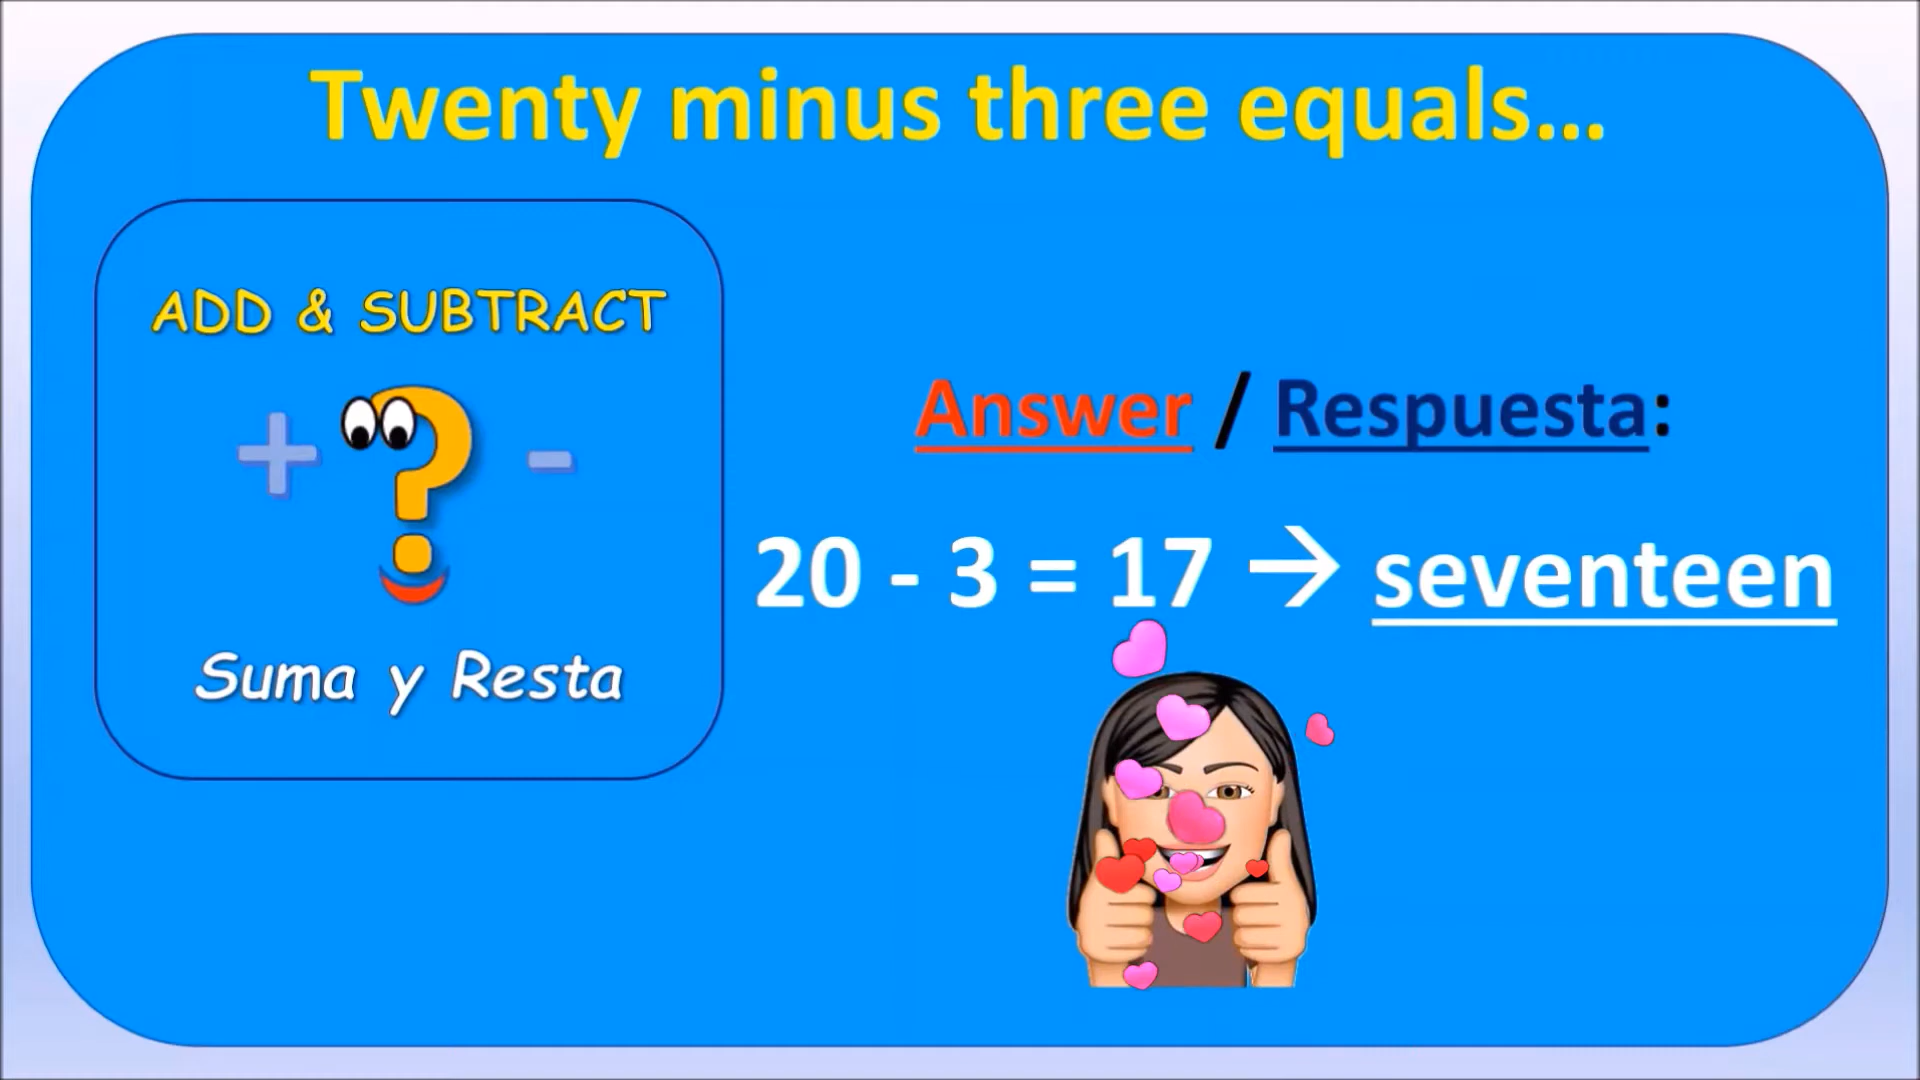 Twenty minus three equals...
ADD & SUBTRACT
+ ? -
Suma y Resta
Answer / Respuesta:
20 - 3 = 17 → seventeen